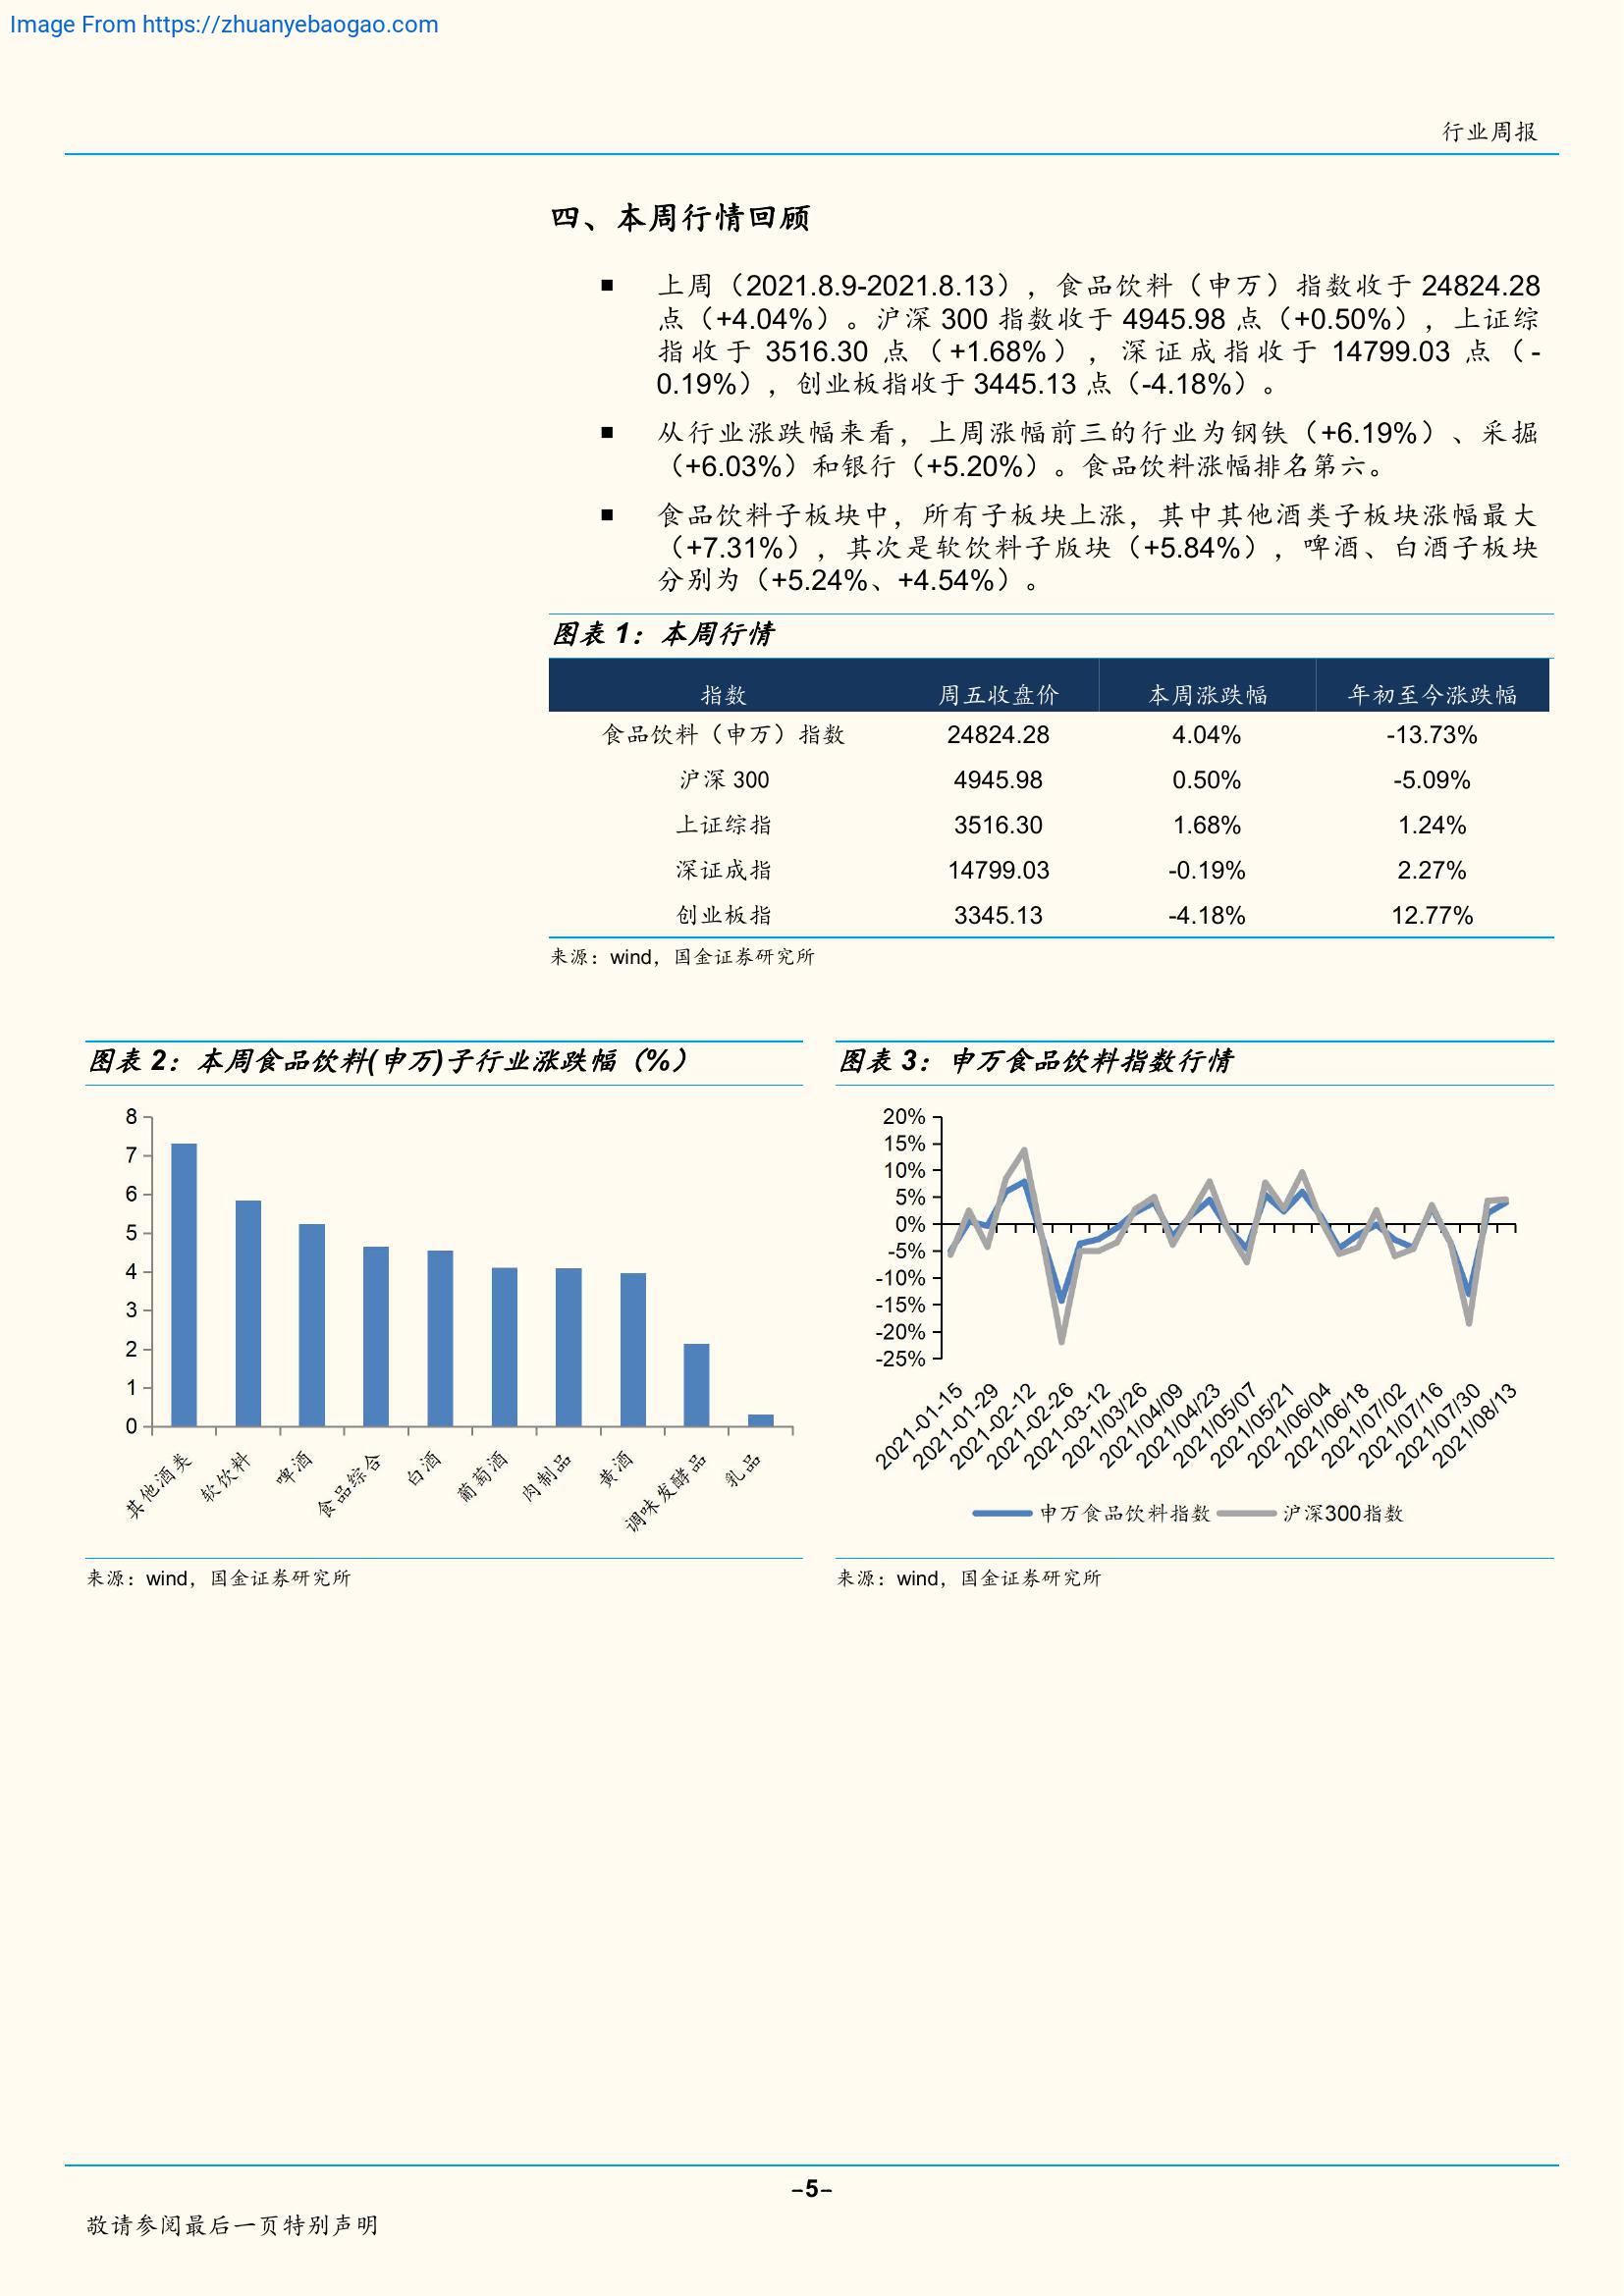 Image From https://zhuanyebaogao.com
行业周报
四、本周行情回顾
■ 上周（2021.8.9-2021.8.13），食品饮料（申万）指数收于 24824.28
点（+4.04%）。沪深 300 指数收于 4945.98 点（+0.50%），上证综
指收于 3516.30 点（+1.68%），深证成指收于 14799.03 点（-
0.19%），创业板指收于 3445.13 点（-4.18%）。
■ 从行业涨跌幅来看，上周涨幅前三的行业为钢铁（+6.19%）、采掘
（+6.03%）和银行（+5.20%）。食品饮料涨幅排名第六。
■ 食品饮料子板块中，所有子板块上涨，其中其他酒类子板块涨幅最大
（+7.31%），其次是软饮料子版块（+5.84%），啤酒、白酒子板块
分别为（+5.24%、+4.54%）。
图表 1：本周行情
指数 周五收盘价 本周涨跌幅 年初至今涨跌幅
食品饮料（申万）指数 24824.28 4.04% -13.73%
沪深 300 4945.98 0.50% -5.09%
上证综指 3516.30 1.68% 1.24%
深证成指 14799.03 -0.19% 2.27%
创业板指 3345.13 -4.18% 12.77%
来源：wind，国金证券研究所
图表 2：本周食品饮料(申万)子行业涨跌幅（%）
8
7
6
5
4
3
2
1
0
其他酒类
软饮料
啤酒
食品综合
白酒
葡萄酒
肉制品
黄酒
调味发酵品
乳品
来源：wind，国金证券研究所
图表 3：申万食品饮料指数行情
20%
15%
10%
5%
0%
-5%
-10%
-15%
-20%
-25%
2021-01-15
2021-01-29
2021-02-12
2021-02-26
2021-03-12
2021/03/26
2021/04/09
2021/04/23
2021/05/07
2021/05/21
2021/06/04
2021/06/18
2021/07/02
2021/07/16
2021/07/30
2021/08/13
申万食品饮料指数 沪深300指数
来源：wind，国金证券研究所
-5-
敬请参阅最后一页特别声明